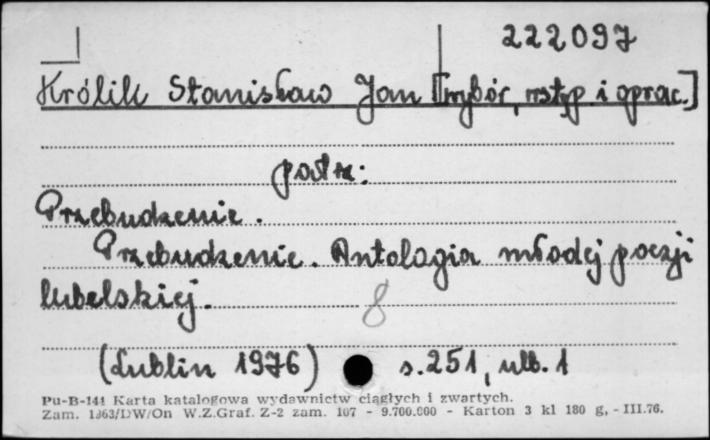 222097
Królik Stanisław Jan [wybór, wstęp i oprac.]
patrz:
Przebudzenie.
Przebudzenie. Antologia młodej poezji
lubelskiej.
8
(Lublin 1976) s. 251, nlb. 1
Pu-B-141 Karta katalogowa wydawnictw ciągłych i zwartych.
Zam. 1363/DW/On W.Z.Graf. Z-2 zam. 107 - 9.700.000 - Karton 3 kl 180 g, - III.76.